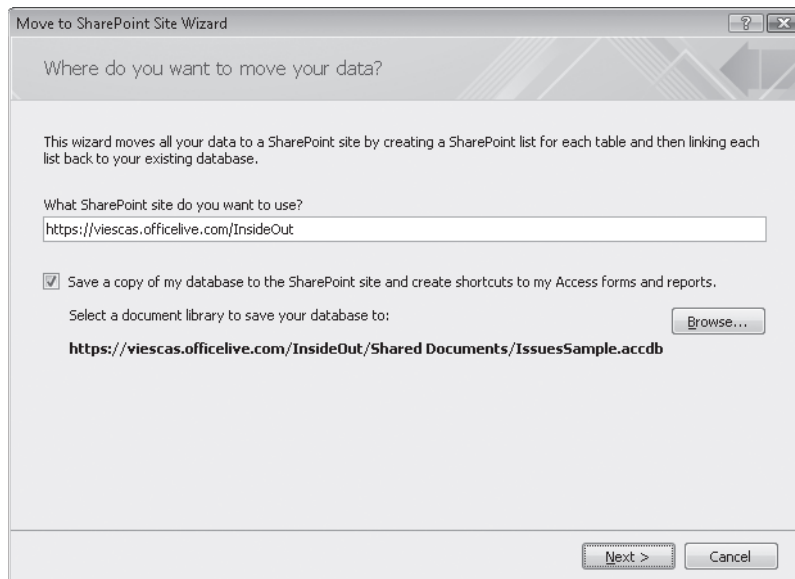 Move to SharePoint Site Wizard
Where do you want to move your data?
This wizard moves all your data to a SharePoint site by creating a SharePoint list for each table and then linking each
list back to your existing database.
What SharePoint site do you want to use?
https://viescas.officelive.com/InsideOut
Save a copy of my database to the SharePoint site and create shortcuts to my Access forms and reports.
Select a document library to save your database to:
Browse...
https://viescas.officelive.com/InsideOut/Shared Documents/IssuesSample.accdb
Next >
Cancel